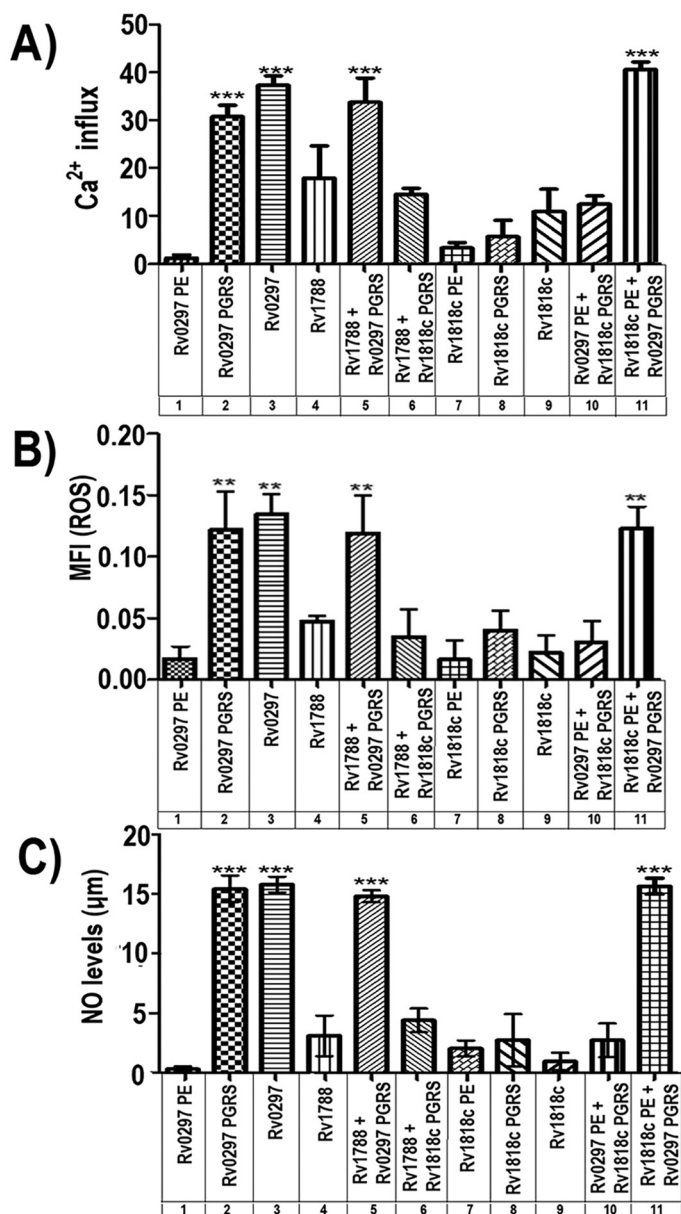 A)
Ca2+ influx
50
40
30
20
10
0
***
***
***
***
Rv0297 PE
Rv0297 PGRS
Rv0297
Rv1788
Rv1788 +
Rv0297 PGRS
Rv1788 +
Rv1818c PGRS
Rv1818c PE
Rv1818c PGRS
Rv1818c
Rv0297 PE +
Rv1818c PGRS
Rv1818c PE +
Rv0297 PGRS
1 2 3 4 5 6 7 8 9 10 11
B)
MFI (ROS)
0.20
0.15
0.10
0.05
0.00
**
**
**
**
Rv0297 PE
Rv0297 PGRS
Rv0297
Rv1788
Rv1788 +
Rv0297 PGRS
Rv1788 +
Rv1818c PGRS
Rv1818c PE
Rv1818c PGRS
Rv1818c
Rv0297 PE +
Rv1818c PGRS
Rv1818c PE +
Rv0297 PGRS
1 2 3 4 5 6 7 8 9 10 11
C)
NO levels (µm)
20
15
10
5
0
***
***
***
***
Rv0297 PE
Rv0297 PGRS
Rv0297
Rv1788
Rv1788 +
Rv0297 PGRS
Rv1788 +
Rv1818c PGRS
Rv1818c PE
Rv1818c PGRS
Rv1818c
Rv0297 PE +
Rv1818c PGRS
Rv1818c PE +
Rv0297 PGRS
1 2 3 4 5 6 7 8 9 10 11